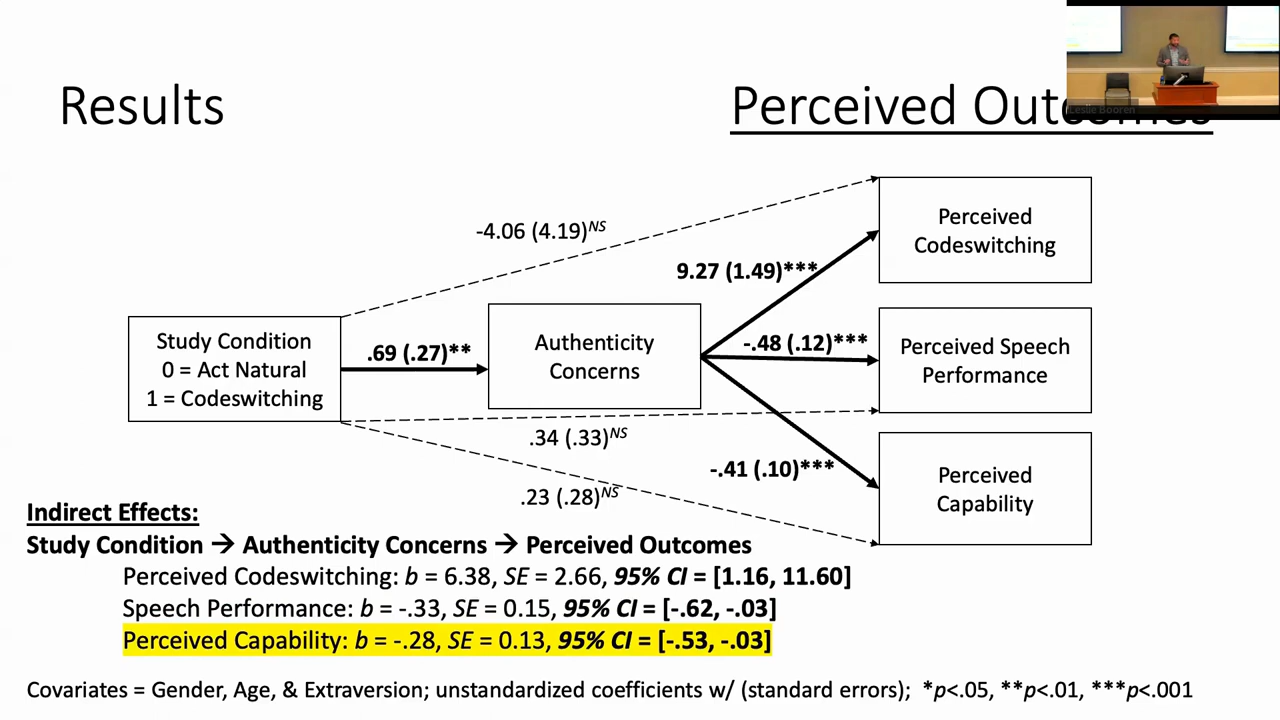 Results
Perceived Outcomes
-4.06 (4.19)NS
Perceived
Codeswitching
9.27 (1.49)***
Study Condition
0 = Act Natural
1 = Codeswitching
.69 (.27)**
Authenticity
Concerns
-.48 (.12)***
Perceived Speech
Performance
.34 (.33)NS
-.41 (.10)***
.23 (.28)NS
Perceived
Capability
Indirect Effects:
Study Condition → Authenticity Concerns → Perceived Outcomes
Perceived Codeswitching: b = 6.38, SE = 2.66, 95% CI = [1.16, 11.60]
Speech Performance: b = -.33, SE = 0.15, 95% CI = [-.62, -.03]
Perceived Capability: b = -.28, SE = 0.13, 95% CI = [-.53, -.03]
Covariates = Gender, Age, & Extraversion; unstandardized coefficients w/ (standard errors); *p<.05, **p<.01, ***p<.001
Leslie Booren